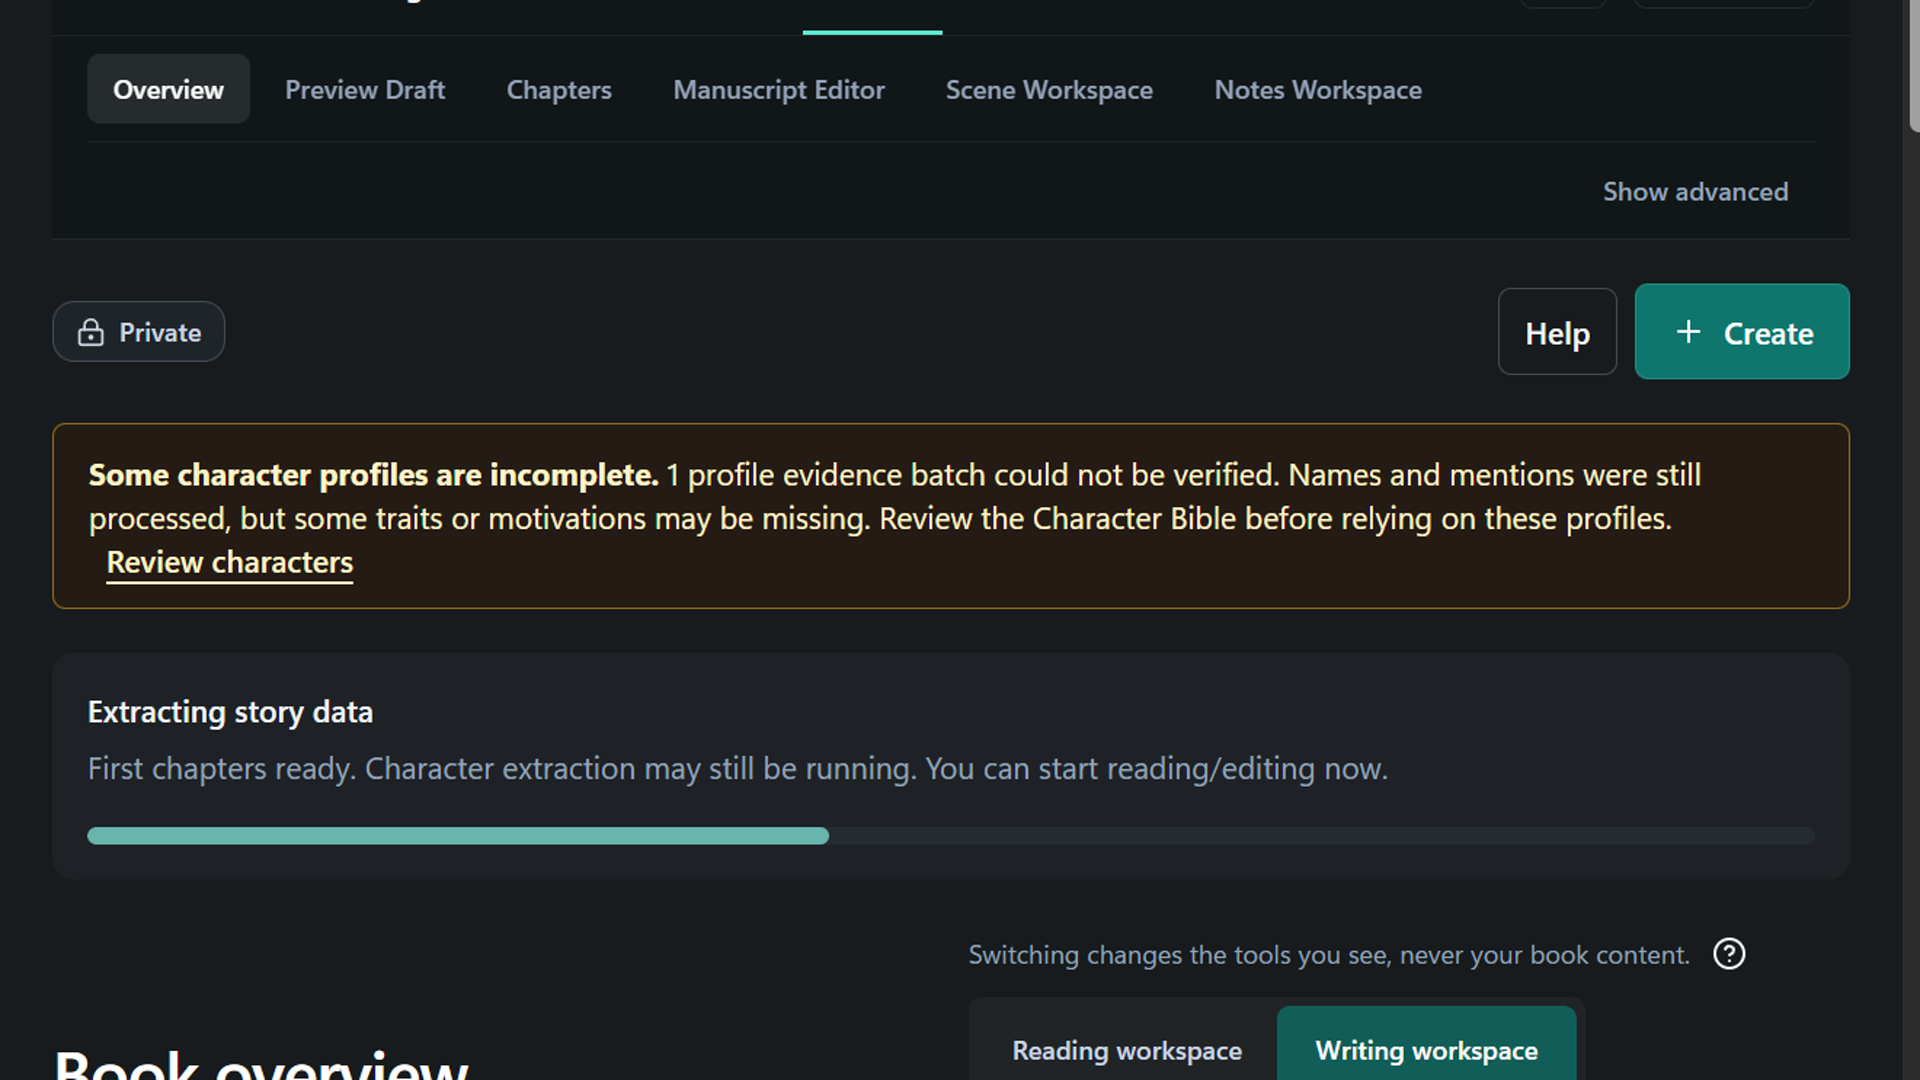 Overview
Preview Draft
Chapters
Manuscript Editor
Scene Workspace
Notes Workspace
Show advanced
Private
Help
+ Create
Some character profiles are incomplete. 1 profile evidence batch could not be verified. Names and mentions were still
processed, but some traits or motivations may be missing. Review the Character Bible before relying on these profiles.
Review characters
Extracting story data
First chapters ready. Character extraction may still be running. You can start reading/editing now.
Switching changes the tools you see, never your book content.
Reading workspace
Writing workspace
Book overview